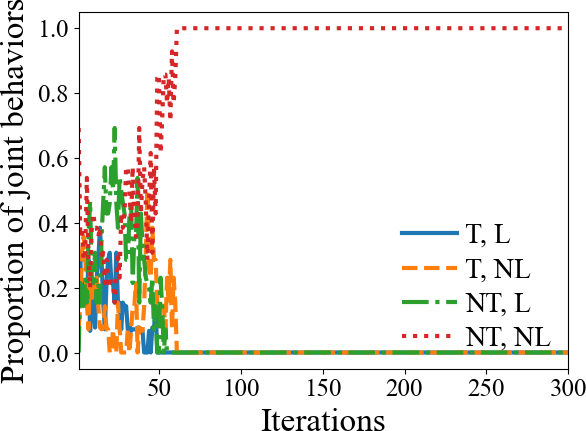 Proportion of joint behaviors
1.0
0.8
0.6
0.4
0.2
0.0
T, L
T, NL
NT, L
NT, NL
50
100
150
200
250
300
Iterations